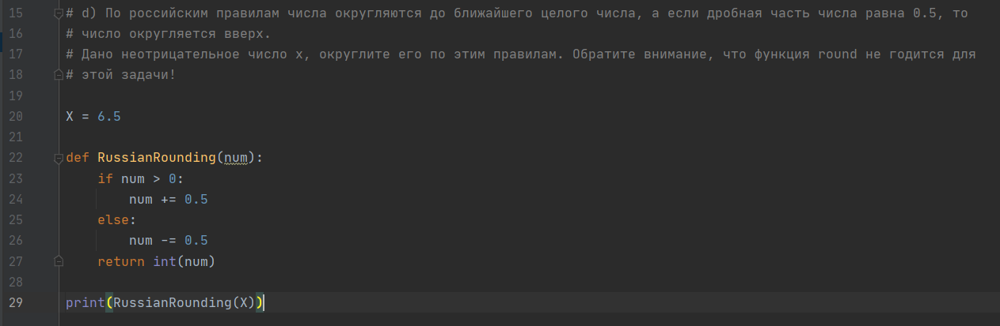 15 # d) По российским правилам числа округляются до ближайшего целого числа, а если дробная часть числа равна 0.5, то
16 # число округляется вверх.
17 # Дано неотрицательное число x, округлите его по этим правилам. Обратите внимание, что функция round не годится для
18 # этой задачи!
19
20 X = 6.5
21
22 def RussianRounding(num):
23     if num > 0:
24         num += 0.5
25     else:
26         num -= 0.5
27     return int(num)
28
29 print(RussianRounding(X))